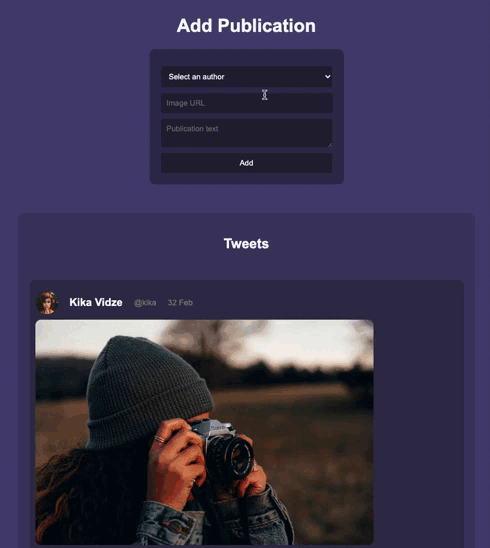 Add Publication
Select an author
Image URL
Publication text
Add
Tweets
Kika Vidze @kika 32 Feb